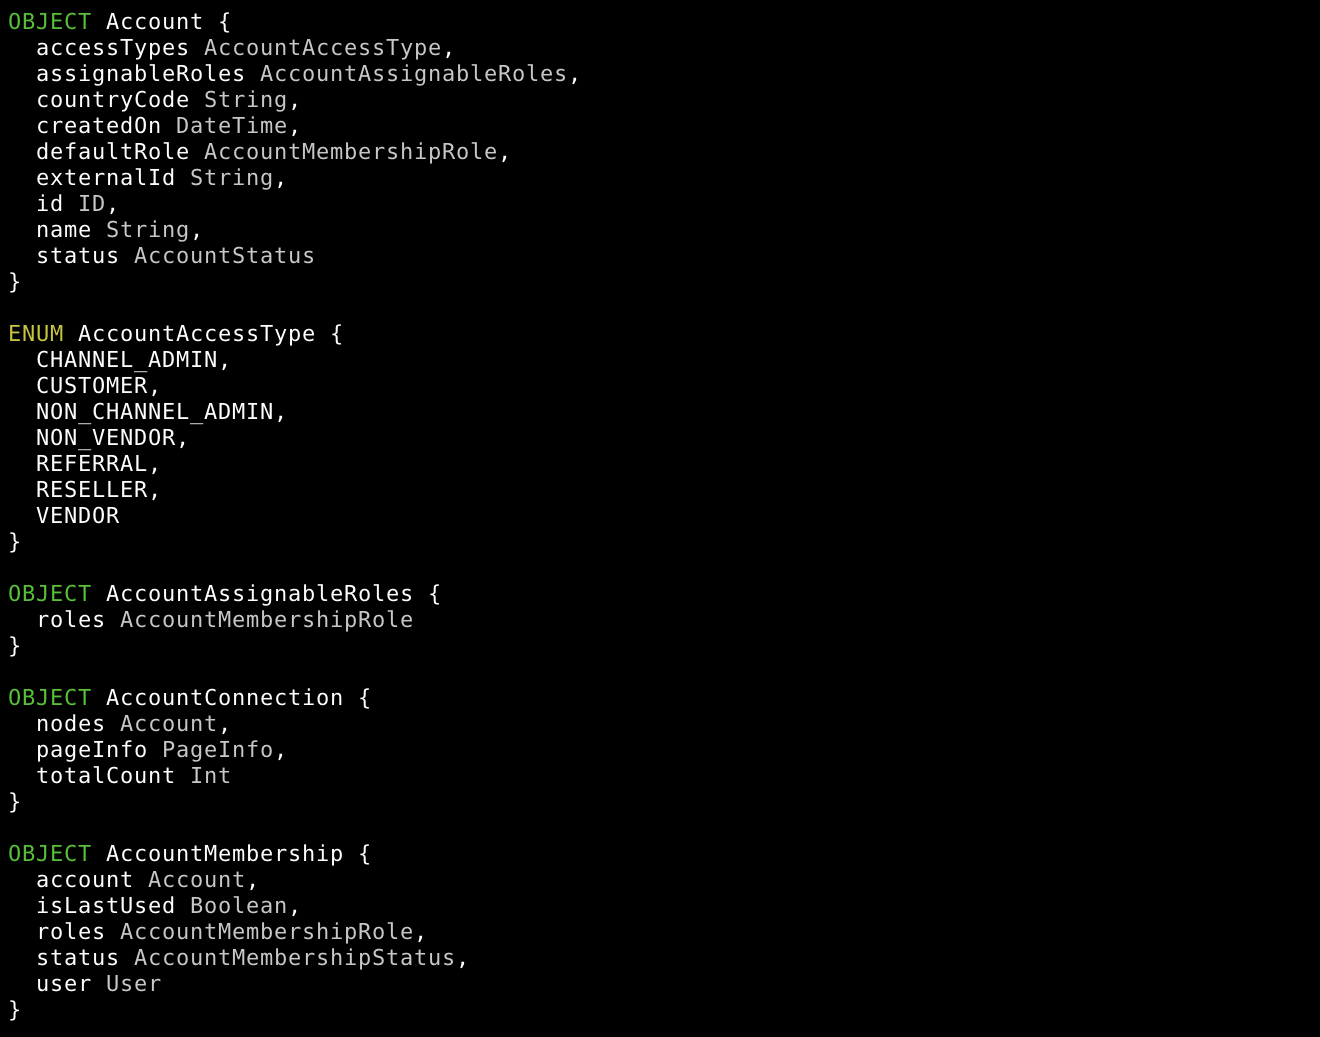 OBJECT Account {
  accessTypes AccountAccessType,
  assignableRoles AccountAssignableRoles,
  countryCode String,
  createdOn DateTime,
  defaultRole AccountMembershipRole,
  externalId String,
  id ID,
  name String,
  status AccountStatus
}

ENUM AccountAccessType {
  CHANNEL_ADMIN,
  CUSTOMER,
  NON_CHANNEL_ADMIN,
  NON_VENDOR,
  REFERRAL,
  RESELLER,
  VENDOR
}

OBJECT AccountAssignableRoles {
  roles AccountMembershipRole
}

OBJECT AccountConnection {
  nodes Account,
  pageInfo PageInfo,
  totalCount Int
}

OBJECT AccountMembership {
  account Account,
  isLastUsed Boolean,
  roles AccountMembershipRole,
  status AccountMembershipStatus,
  user User
}